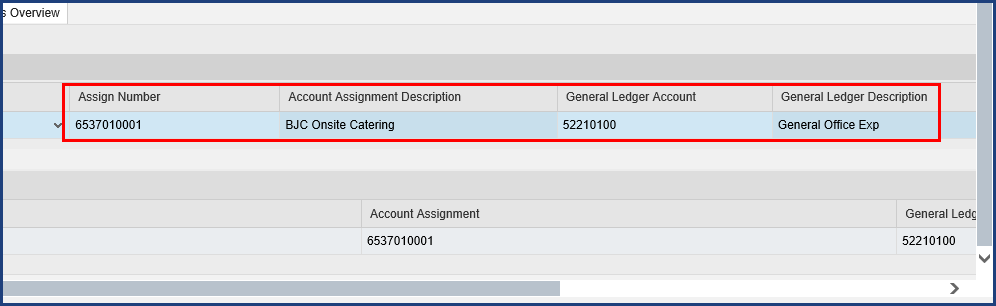 s Overview
Assign Number Account Assignment Description General Ledger Account General Ledger Description
6537010001 BJC Onsite Catering 52210100 General Office Exp
Account Assignment General Ledg
6537010001 52210100